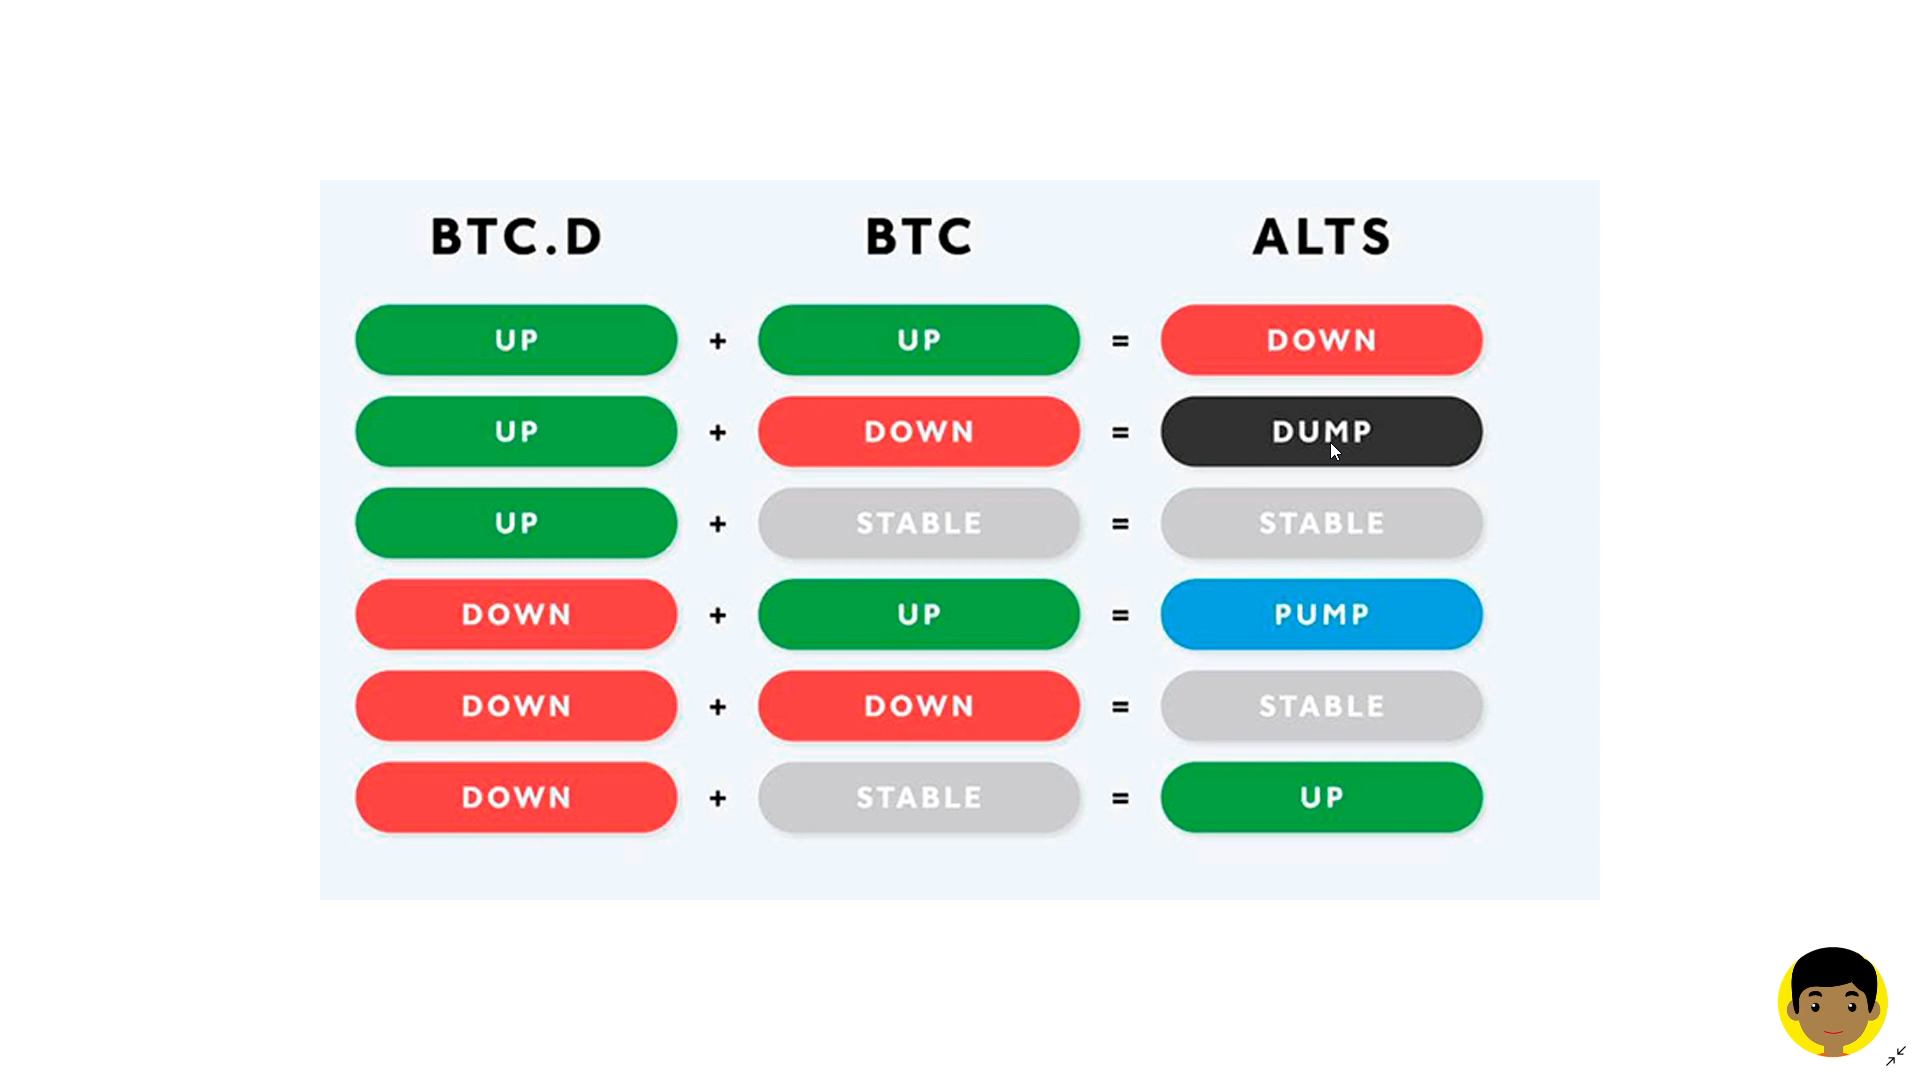 BTC.D BTC ALTS
UP + UP = DOWN
UP + DOWN = DUMP
UP + STABLE = STABLE
DOWN + UP = PUMP
DOWN + DOWN = STABLE
DOWN + STABLE = UP